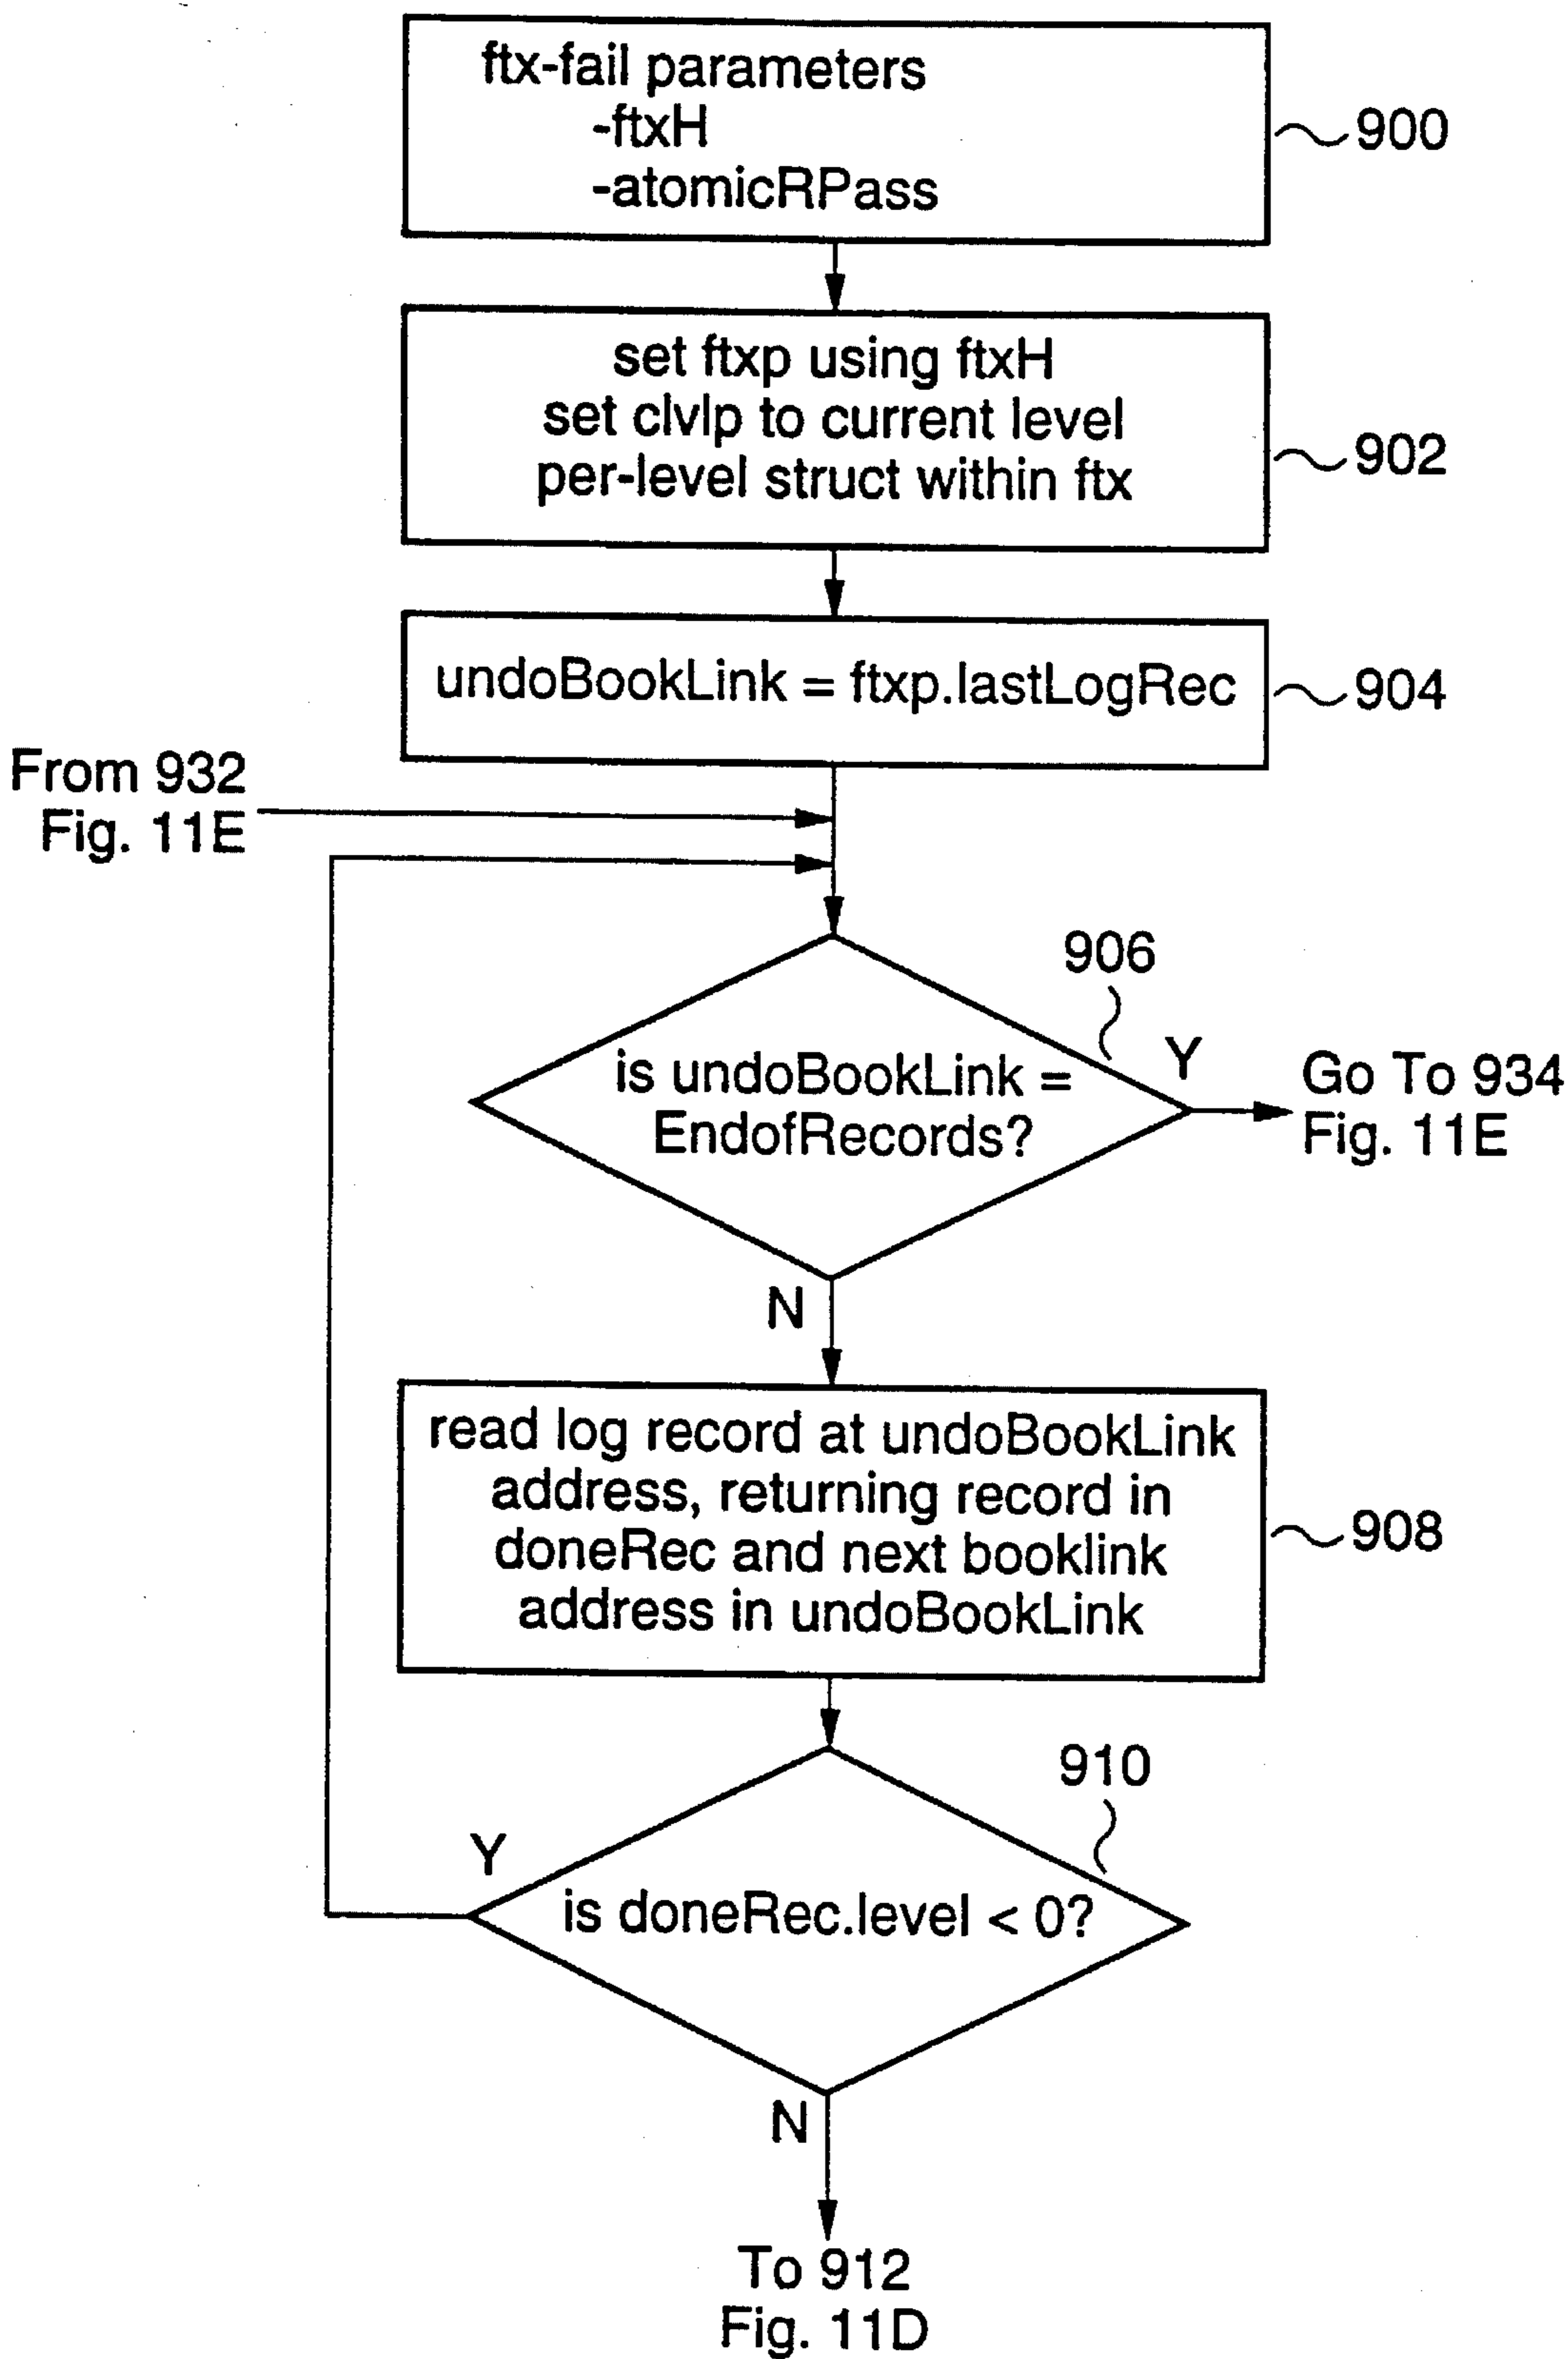 ftx-fail parameters
-ftxH
-atomicRPass
900
set ftxp using ftxH
set clvlp to current level
per-level struct within ftx
902
undoBookLink = ftxp.lastLogRec
904
From 932
Fig. 11E
906
is undoBookLink =
EndofRecords?
Y
Go To 934
Fig. 11E
N
read log record at undoBookLink
address, returning record in
doneRec and next booklink
address in undoBookLink
908
910
Y
is doneRec.level < 0?
N
To 912
Fig. 11D